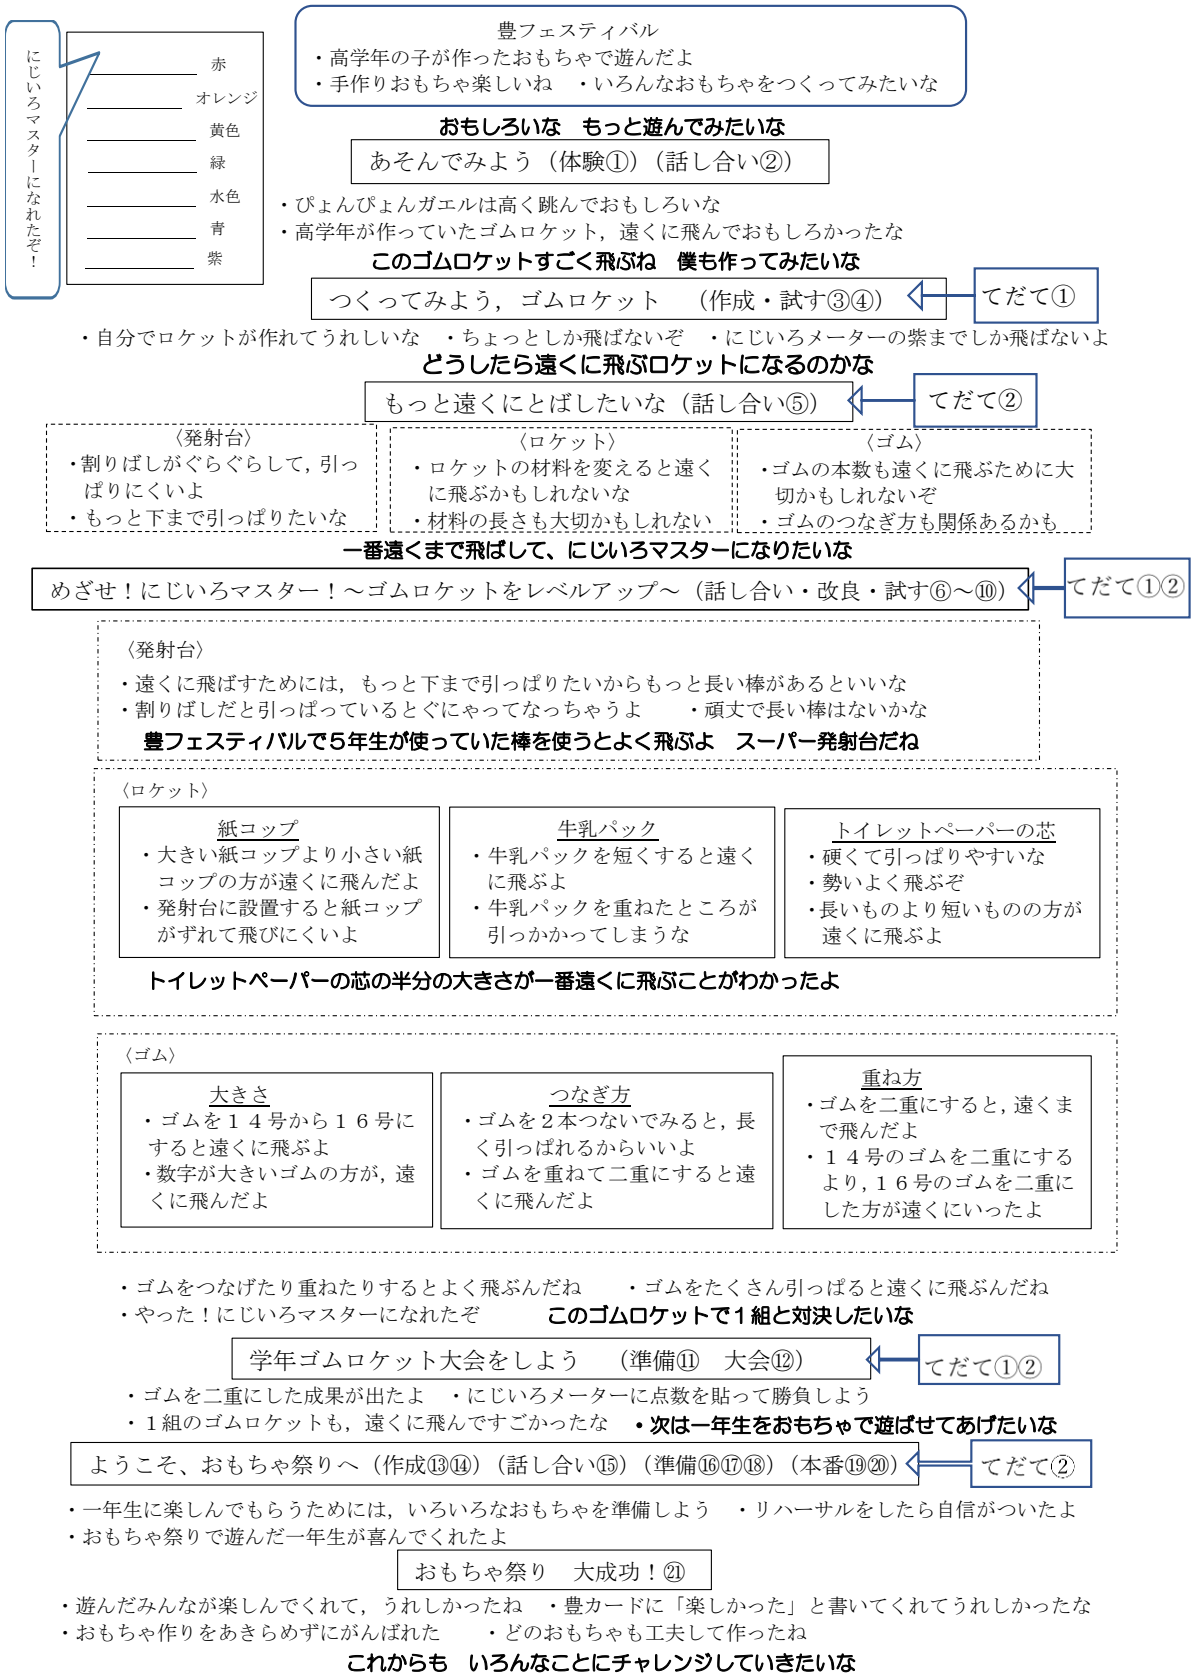 にじいろマスターになれたぞ！
赤
オレンジ
黄色
緑
水色
青
紫
豊フェスティバル
・高学年の子が作ったおもちゃで遊んだよ
・手作りおもちゃ楽しいね　・いろんなおもちゃをつくってみたいな
おもしろいな　もっと遊んでみたいな
あそんでみよう（体験①）（話し合い②）
・ぴょんぴょんガエルは高く跳んでおもしろいな
・高学年が作っていたゴムロケット，遠くに飛んでおもしろかったな
このゴムロケットすごく飛ぶね　僕も作ってみたいな
つくってみよう，ゴムロケット　（作成・試す③④）
てだて①
・自分でロケットが作れてうれしいな　・ちょっとしか飛ばないぞ　・にじいろメーターの紫までしか飛ばないよ
どうしたら遠くに飛ぶロケットになるのかな
もっと遠くにとばしたいな（話し合い⑤）
てだて②
〈発射台〉
・割りばしがぐらぐらして，引っ
ぱりにくいよ
・もっと下まで引っぱりたいな
〈ロケット〉
・ロケットの材料を変えると遠く
に飛ぶかもしれないな
・材料の長さも大切かもしれない
〈ゴム〉
・ゴムの本数も遠くに飛ぶために大
切かもしれないぞ
・ゴムのつなぎ方も関係あるかも
一番遠くまで飛ばして、にじいろマスターになりたいな
めざせ！にじいろマスター！～ゴムロケットをレベルアップ～（話し合い・改良・試す⑥～⑩）
てだて①②
〈発射台〉
・遠くに飛ばすためには，もっと下まで引っぱりたいからもっと長い棒があるといいな
・割りばしだと引っぱっているとぐにゃってなっちゃうよ　　・頑丈で長い棒はないかな
豊フェスティバルで５年生が使っていた棒を使うとよく飛ぶよ　スーパー発射台だね
〈ロケット〉
紙コップ
・大きい紙コップより小さい紙
コップの方が遠くに飛んだよ
・発射台に設置すると紙コップ
がずれて飛びにくいよ
牛乳パック
・牛乳パックを短くすると遠く
に飛ぶよ
・牛乳パックを重ねたところが
引っかかってしまうな
トイレットペーパーの芯
・硬くて引っぱりやすいな
・勢いよく飛ぶぞ
・長いものより短いものの方が
遠くに飛ぶよ
トイレットペーパーの芯の半分の大きさが一番遠くに飛ぶことがわかったよ
〈ゴム〉
大きさ
・ゴムを１４号から１６号に
すると遠くに飛ぶよ
・数字が大きいゴムの方が，遠
くに飛んだよ
つなぎ方
・ゴムを２本つないでみると，長
く引っぱれるからいいよ
・ゴムを重ねて二重にすると遠
くに飛んだよ
重ね方
・ゴムを二重にすると，遠くま
で飛んだよ
・１４号のゴムを二重にする
より，１６号のゴムを二重に
した方が遠くにいったよ
・ゴムをつなげたり重ねたりするとよく飛ぶんだね　　・ゴムをたくさん引っぱると遠くに飛ぶんだね
・やった！にじいろマスターになれたぞ　　　このゴムロケットで１組と対決したいな
学年ゴムロケット大会をしよう　（準備⑪　大会⑫）
てだて①②
・ゴムを二重にした成果が出たよ　・にじいろメーターに点数を貼って勝負しよう
・１組のゴムロケットも，遠くに飛んですごかったな　・次は一年生をおもちゃで遊ばせてあげたいな
ようこそ、おもちゃ祭りへ（作成⑬⑭）（話し合い⑮）（準備⑯⑰⑱）（本番⑲⑳）
てだて②
・一年生に楽しんでもらうためには，いろいろなおもちゃを準備しよう　・リハーサルをしたら自信がついたよ
・おもちゃ祭りで遊んだ一年生が喜んでくれたよ
おもちゃ祭り　大成功！㉑
・遊んだみんなが楽しんでくれて，うれしかったね　・豊カードに「楽しかった」と書いてくれてうれしかったな
・おもちゃ作りをあきらめずにがんばれた　　・どのおもちゃも工夫して作ったね
これからも　いろんなことにチャレンジしていきたいな